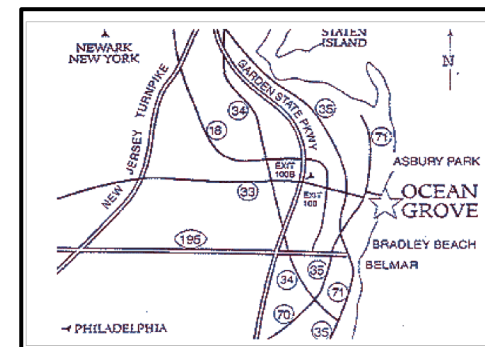 STATEN
ISLAND
NEWARK
NEW YORK
N
NEW JERSEY TURNPIKE
GARDEN STATE PKWY
34
35
18
71
EXIT
100B
EXIT
100
ASBURY PARK
33
OCEAN
GROVE
195
BRADLEY BEACH
BELMAR
34
35
71
70
35
PHILADELPHIA